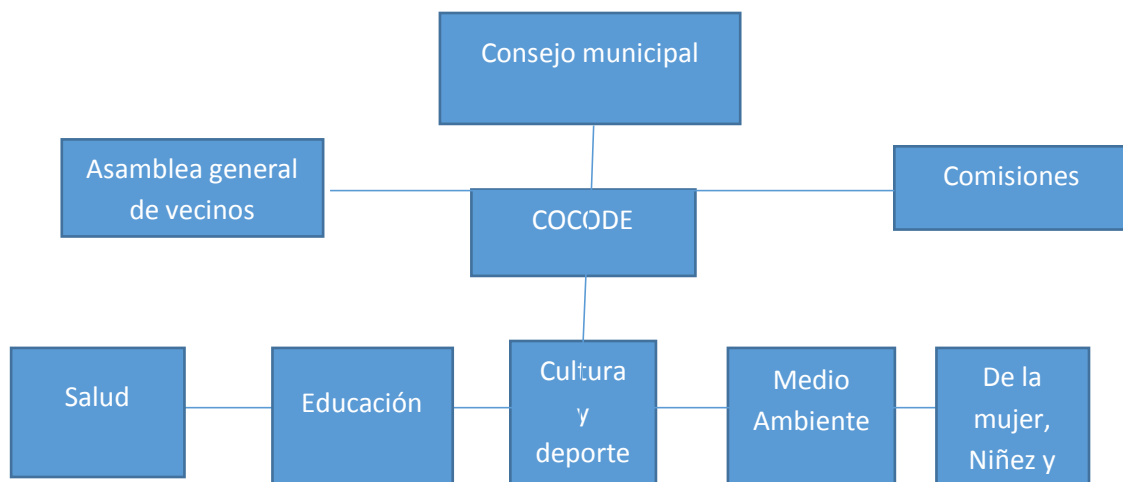 Consejo municipal
Asamblea general
de vecinos
Comisiones
COCODE
Salud
Educación
Cultura
y
deporte
Medio
Ambiente
De la
mujer,
Niñez y